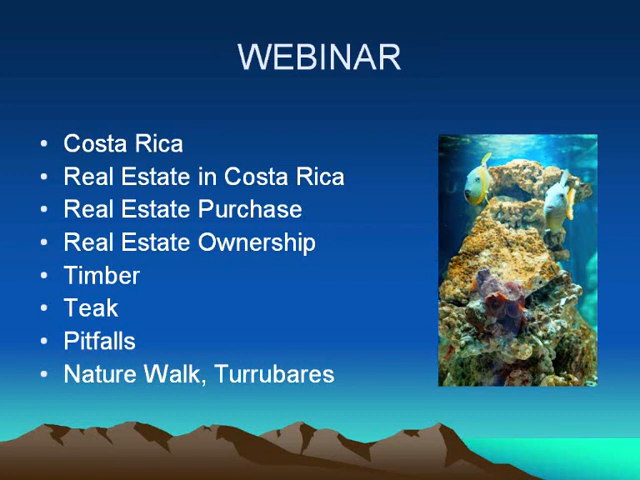 WEBINAR
• Costa Rica
• Real Estate in Costa Rica
• Real Estate Purchase
• Real Estate Ownership
• Timber
• Teak
• Pitfalls
• Nature Walk, Turrubares